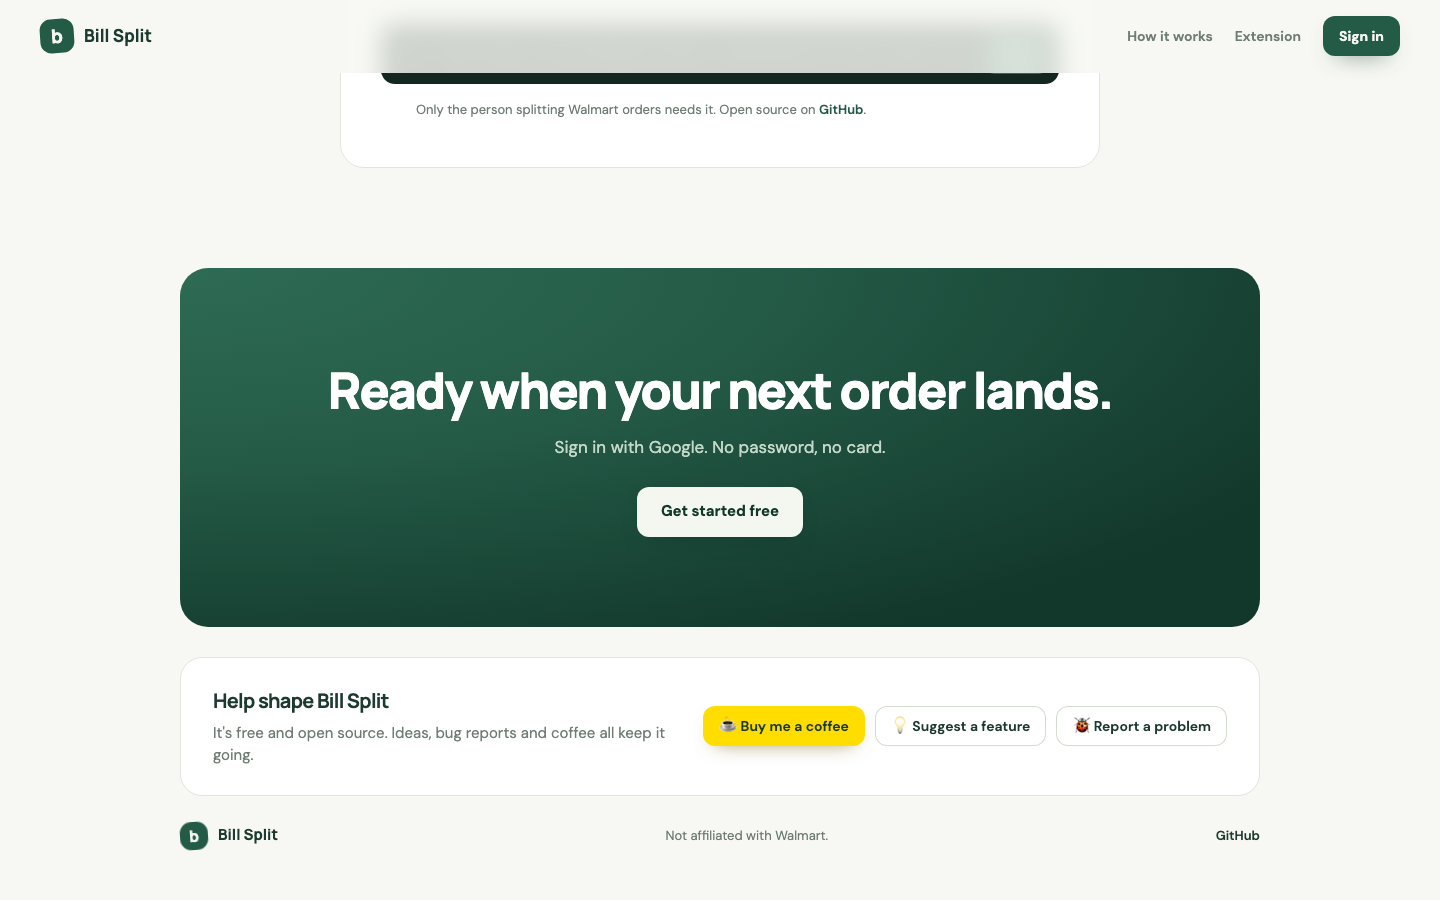 b Bill Split
How it works
Extension
Sign in
Only the person splitting Walmart orders needs it. Open source on GitHub.
Ready when your next order lands.
Sign in with Google. No password, no card.
Get started free
Help shape Bill Split
It's free and open source. Ideas, bug reports and coffee all keep it
going.
☕ Buy me a coffee
💡 Suggest a feature
🐞 Report a problem
b Bill Split
Not affiliated with Walmart.
GitHub